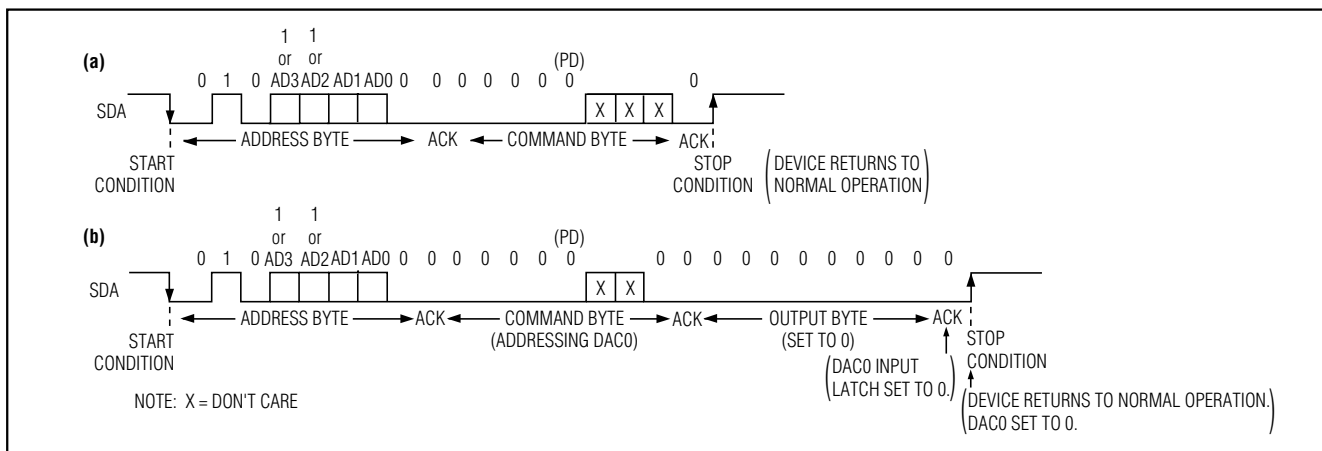 (a)
1 1
or or (PD)
0 1 0 AD3 AD2 AD1 AD0 0 0 0 0 0 0 0
SDA X X X
ADDRESS BYTE ACK COMMAND BYTE ACK
START CONDITION
STOP CONDITION
(DEVICE RETURNS TO NORMAL OPERATION)
(b)
1 1
or or (PD)
0 1 0 AD3 AD2 AD1 AD0 0 0 0 0 0 0 0 0 0 0 0 0 0 0 0 0
SDA X X
ADDRESS BYTE ACK COMMAND BYTE ACK OUTPUT BYTE ACK
(ADDRESSING DAC0) (SET TO 0)
START CONDITION
STOP CONDITION
(DAC0 INPUT LATCH SET TO 0.)
NOTE: X = DON'T CARE
(DEVICE RETURNS TO NORMAL OPERATION. DAC0 SET TO 0.)